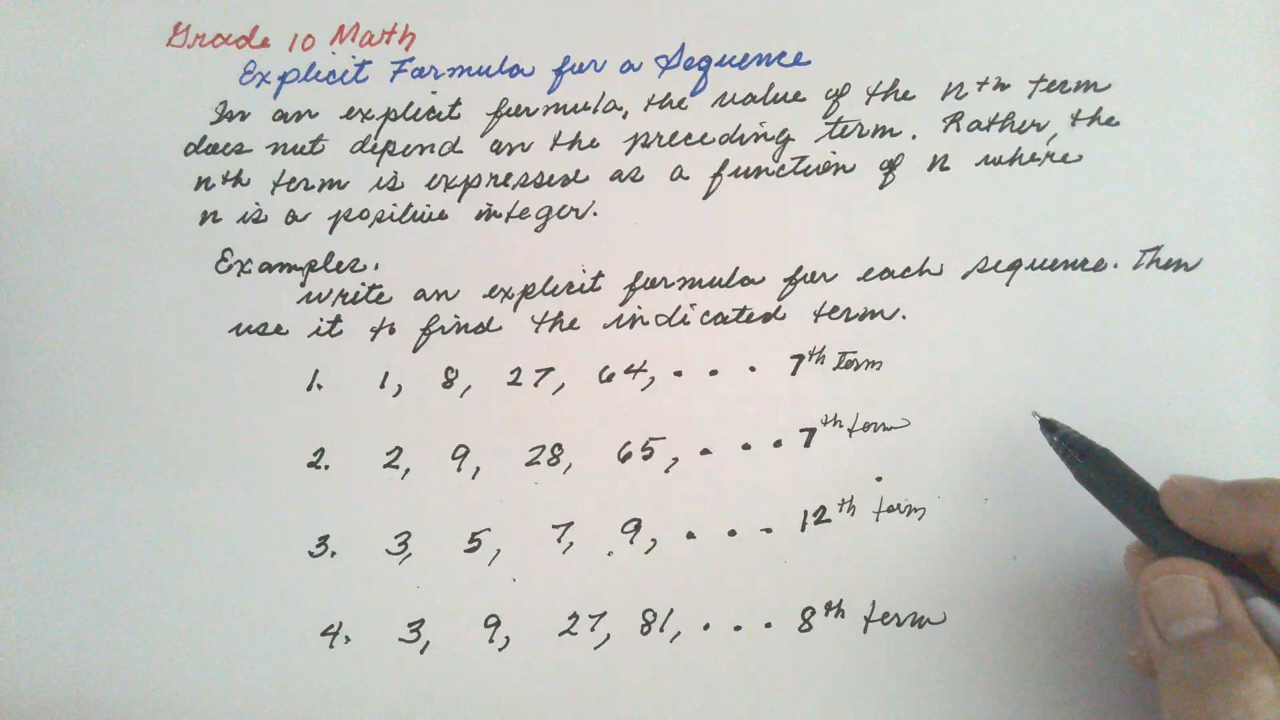 Grade 10 Math
Explicit Formula for a Sequence
In an explicit formula, the value of the nth term
does not depend on the preceding term. Rather, the
nth term is expressed as a function of n where
n is a positive integer.
Examples.
write an explicit formula for each sequence. Then
use it to find the indicated term.
1. 1, 8, 27, 64, . . . 7th Term
2. 2, 9, 28, 65, . . . 7th term
3. 3, 5, 7, 9, . . . 12th term
4. 3, 9, 27, 81, . . . 8th term